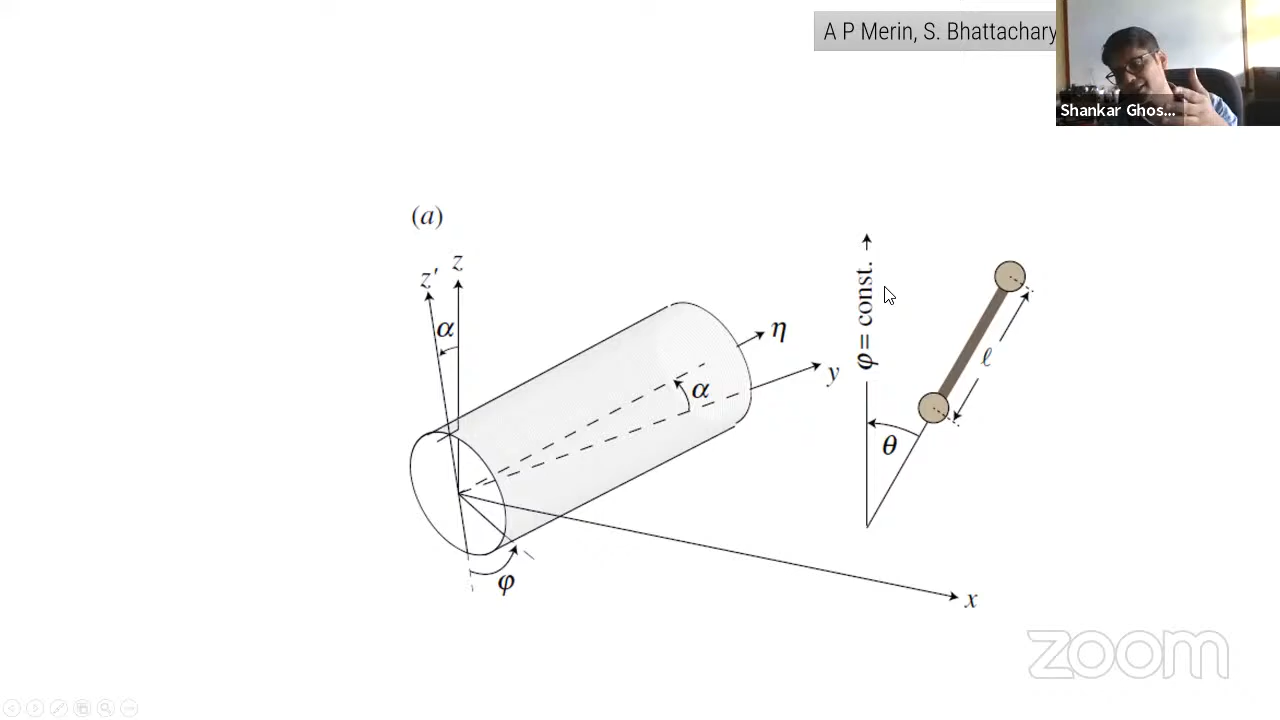 A P Merin, S. Bhattachary
Shankar Ghos...
(a)
z' z
α
η
α
y
φ = const.
ℓ
θ
φ
x
zoom